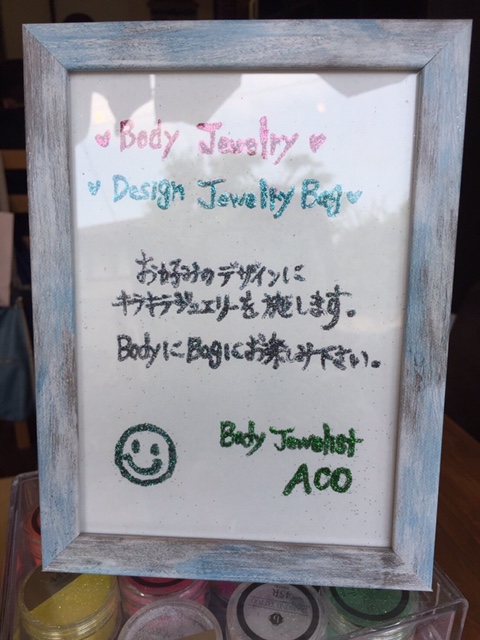 ♥Body Jewelry♥
♥Design Jewelry Bag♥
お好みのデザインに
キラキラジュエリーを施します。
BodyにBagにお楽しみ下さい。
Body Jewelist
ACO